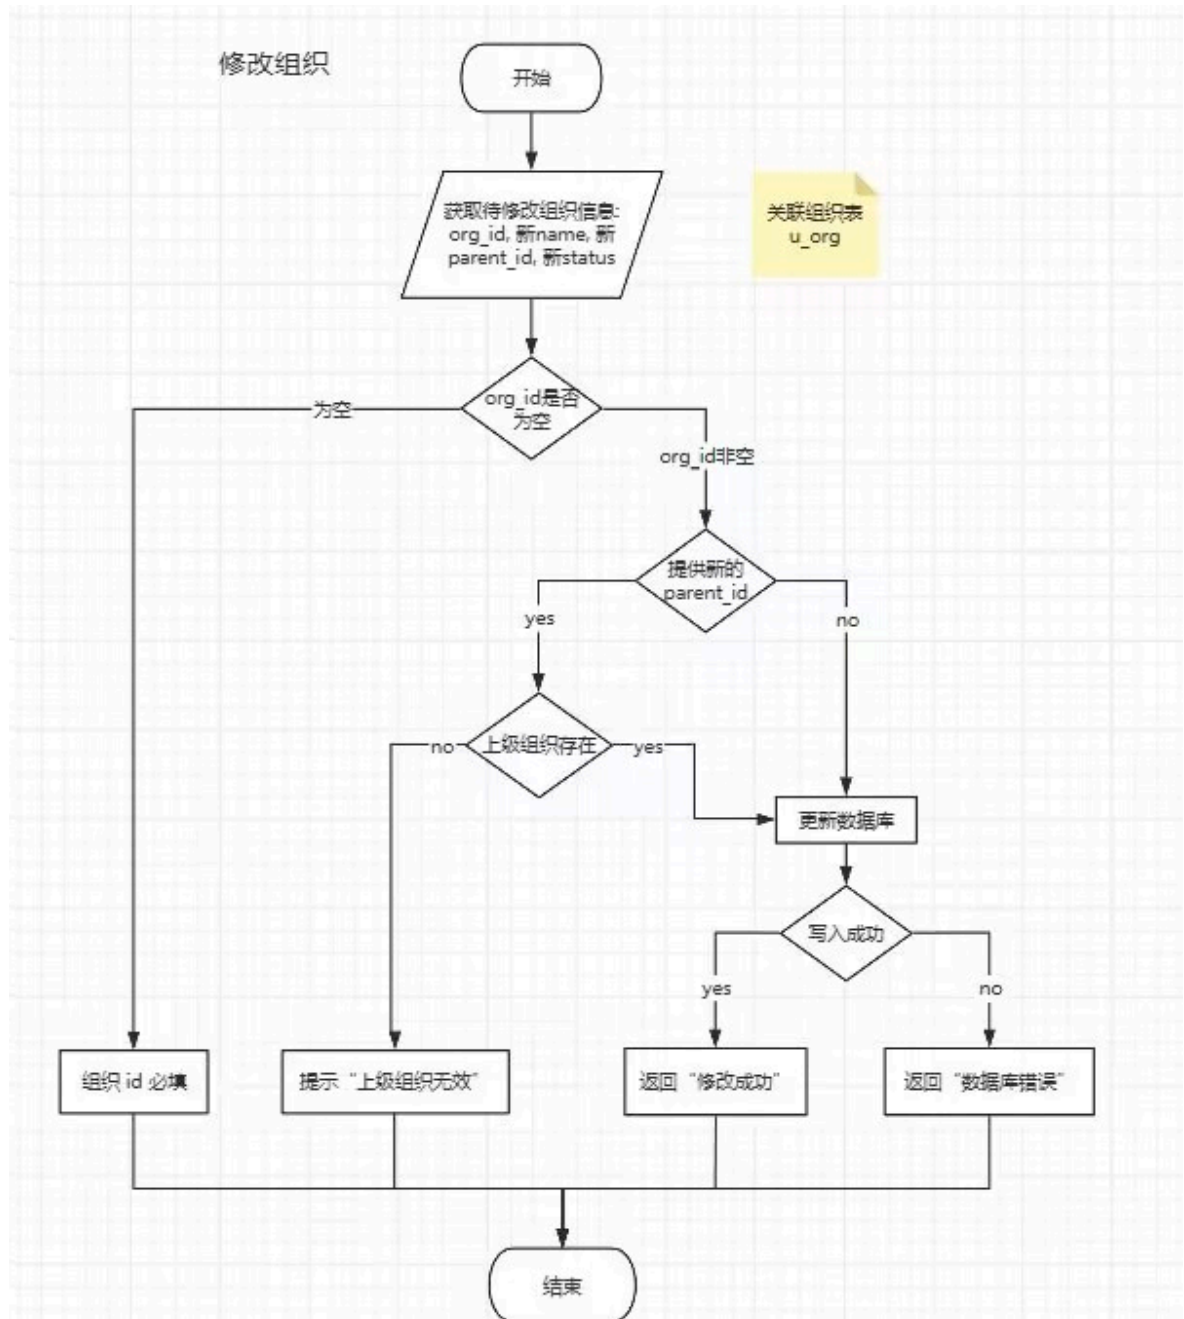 修改组织
开始
获取待修改组织信息:
org_id, 新name, 新
parent_id, 新status
关联组织表
u_org
org_id是否
为空
为空
org_id非空
提供新的
parent_id
yes
no
上级组织存在
no
yes
更新数据库
写入成功
yes
no
组织 id 必填
提示“上级组织无效”
返回“修改成功”
返回“数据库错误”
结束